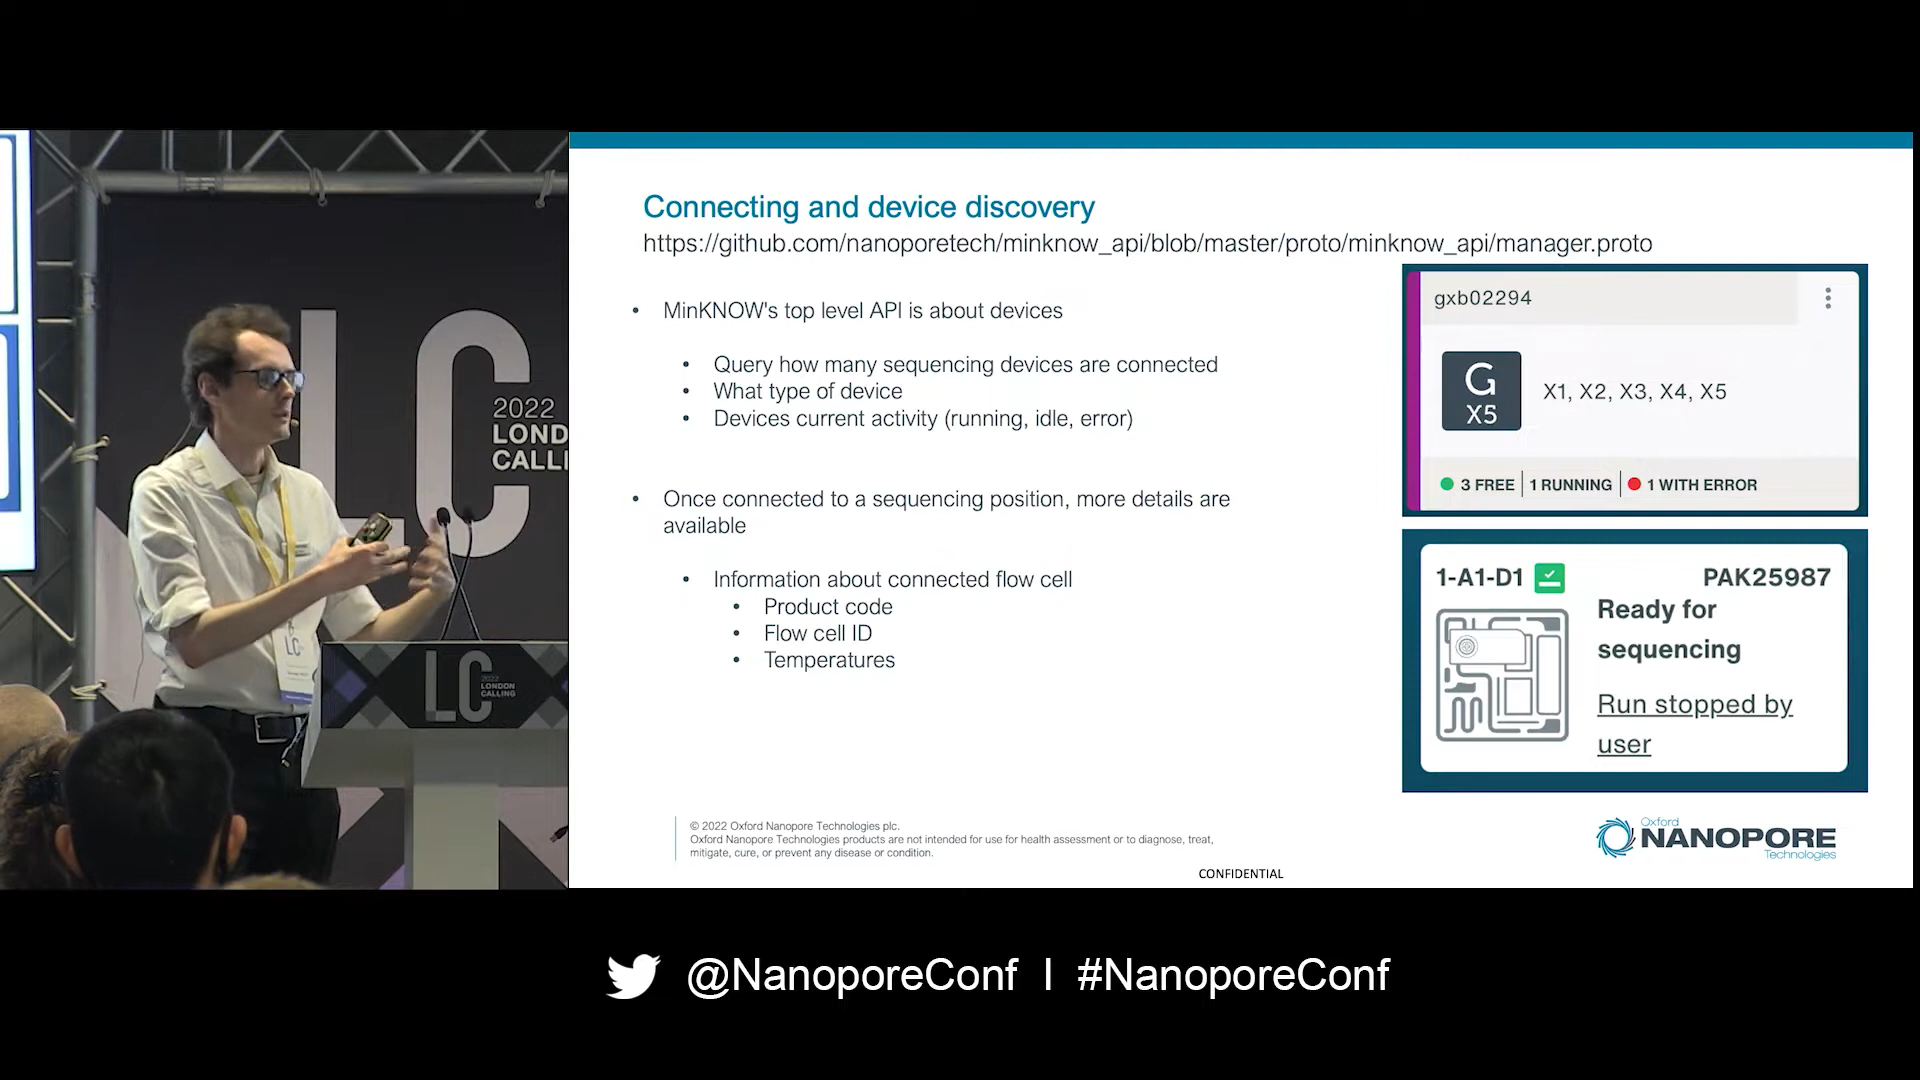 LC
2022
LOND
CALLI
LC
2022
LONDON
CALLING
LC
Connecting and device discovery
https://github.com/nanoporetech/minknow_api/blob/master/proto/minknow_api/manager.proto
• MinKNOW's top level API is about devices
• Query how many sequencing devices are connected
• What type of device
• Devices current activity (running, idle, error)
• Once connected to a sequencing position, more details are
available
• Information about connected flow cell
• Product code
• Flow cell ID
• Temperatures
gxb02294
G
X5
X1, X2, X3, X4, X5
3 FREE | 1 RUNNING | 1 WITH ERROR
1-A1-D1 PAK25987
Ready for
sequencing
Run stopped by
user
© 2022 Oxford Nanopore Technologies plc.
Oxford Nanopore Technologies products are not intended for use for health assessment or to diagnose, treat,
mitigate, cure, or prevent any disease or condition.
CONFIDENTIAL
Oxford
NANOPORE
Technologies
@NanoporeConf | #NanoporeConf